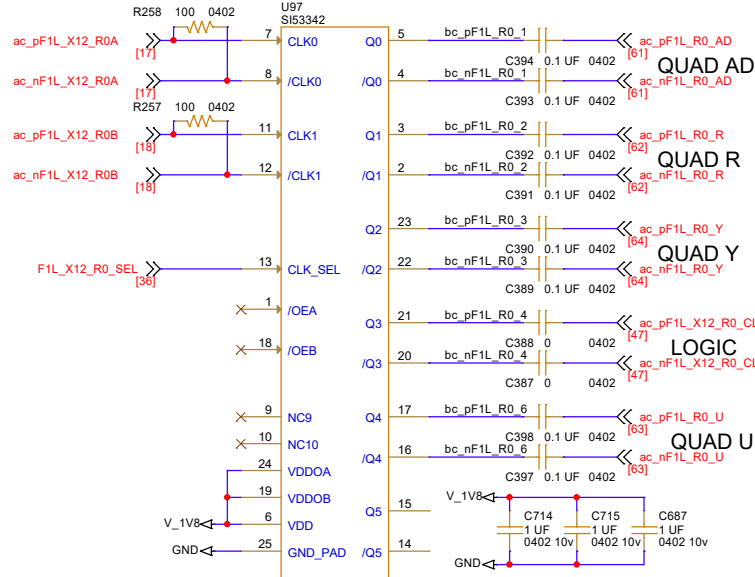 U97
SI53342
R258 100 0402
ac_pF1L_X12_R0A
[17]
7 CLK0
ac_nF1L_X12_R0A
[17]
8 /CLK0
R257 100 0402
ac_pF1L_X12_R0B
[18]
11 CLK1
ac_nF1L_X12_R0B
[18]
12 /CLK1
F1L_X12_R0_SEL
[36]
13 CLK_SEL
1 /OEA
18 /OEB
9 NC9
10 NC10
24 VDDOA
19 VDDOB
V_1V8
6 VDD
GND
25 GND_PAD
Q0 5 bc_pF1L_R0_1
C394 0.1 UF 0402
ac_pF1L_R0_AD
[61]
QUAD AD
/Q0 4 bc_nF1L_R0_1
C393 0.1 UF 0402
ac_nF1L_R0_AD
[61]
Q1 3 bc_pF1L_R0_2
C392 0.1 UF 0402
ac_pF1L_R0_R
[62]
QUAD R
/Q1 2 bc_nF1L_R0_2
C391 0.1 UF 0402
ac_nF1L_R0_R
[62]
Q2 23 bc_pF1L_R0_3
C390 0.1 UF 0402
ac_pF1L_R0_Y
[64]
QUAD Y
/Q2 22 bc_nF1L_R0_3
C389 0.1 UF 0402
ac_nF1L_R0_Y
[64]
Q3 21 bc_pF1L_R0_4
C388 0 0402
ac_pF1L_X12_R0_CL
[47]
LOGIC
/Q3 20 bc_nF1L_R0_4
C387 0 0402
ac_nF1L_X12_R0_CL
[47]
Q4 17 bc_pF1L_R0_6
C398 0.1 UF 0402
ac_pF1L_R0_U
[63]
QUAD U
/Q4 16 bc_nF1L_R0_6
C397 0.1 UF 0402
ac_nF1L_R0_U
[63]
Q5 15
/Q5 14
V_1V8
C714 C715 C687
1 UF 1 UF 1 UF
0402 10v 0402 10v 0402 10v
GND